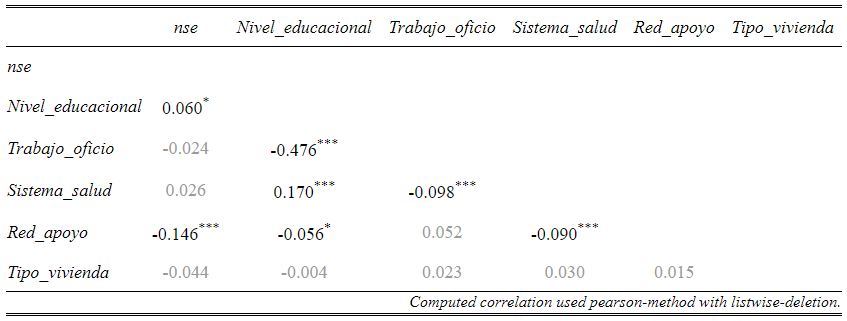 nse Nivel_educacional Trabajo_oficio Sistema_salud Red_apoyo Tipo_vivienda
nse
Nivel_educacional 0.060*
Trabajo_oficio -0.024 -0.476***
Sistema_salud 0.026 0.170*** -0.098***
Red_apoyo -0.146*** -0.056* 0.052 -0.090***
Tipo_vivienda -0.044 -0.004 0.023 0.030 0.015
Computed correlation used pearson-method with listwise-deletion.